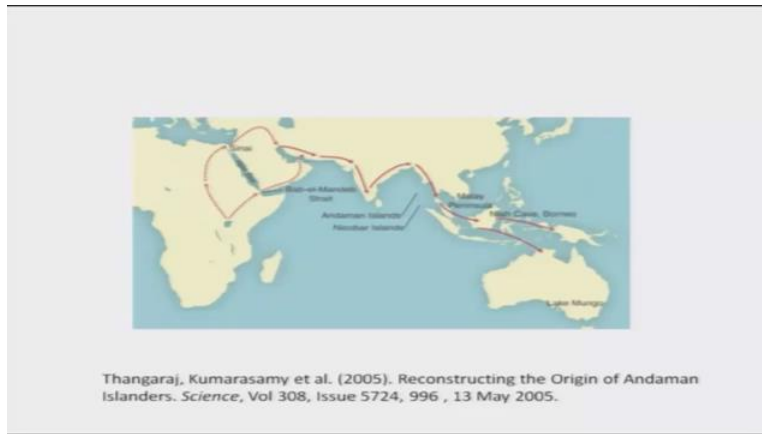 Sinai
Bab-el-Mandeb
Strait
Andaman Islands
Nicobar Islands
Malay
Peninsula
Niah Cave, Borneo
Lake Mungo
Thangaraj, Kumarasamy et al. (2005). Reconstructing the Origin of Andaman
Islanders. Science, Vol 308, Issue 5724, 996 , 13 May 2005.